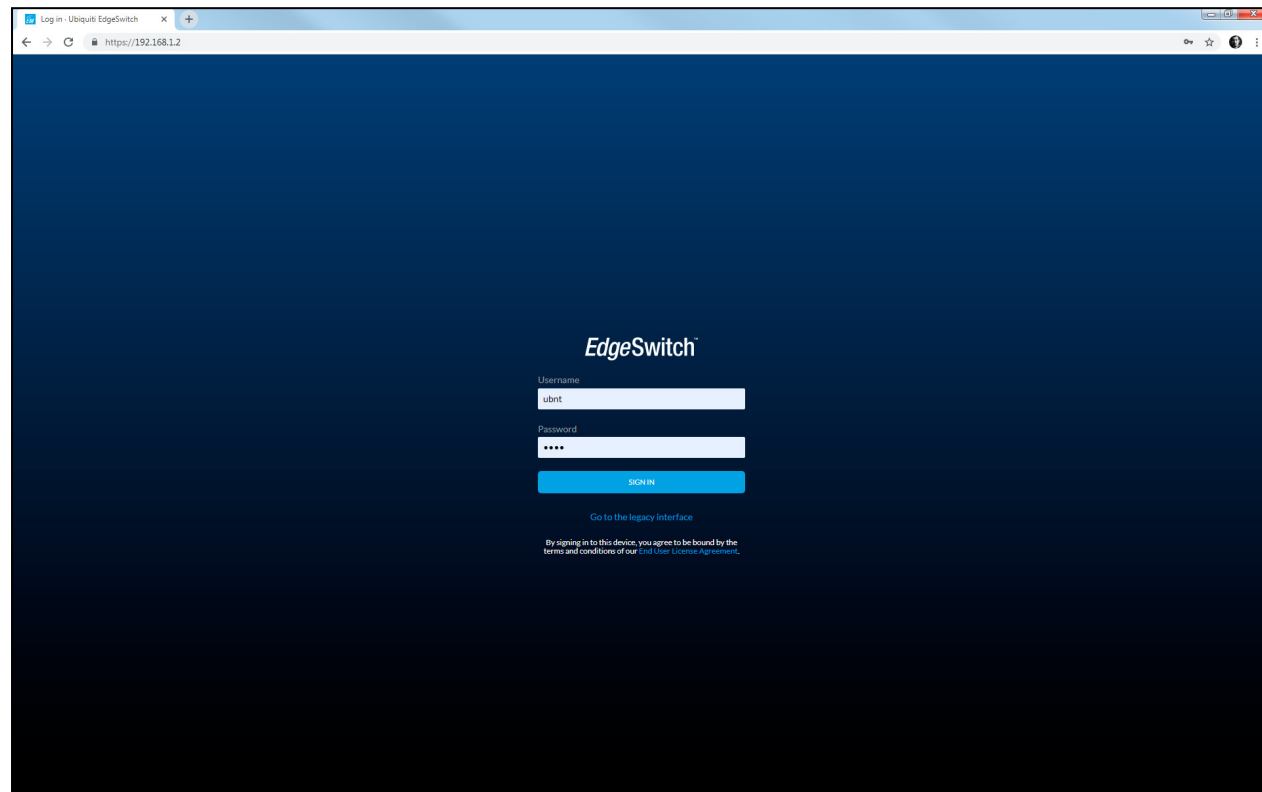 Log in - Ubiquiti EdgeSwitch
https://192.168.1.2
EdgeSwitch™
Username
ubnt
Password
••••
SIGN IN
Go to the legacy interface
By signing in to this device, you agree to be bound by the
terms and conditions of our End User License Agreement.